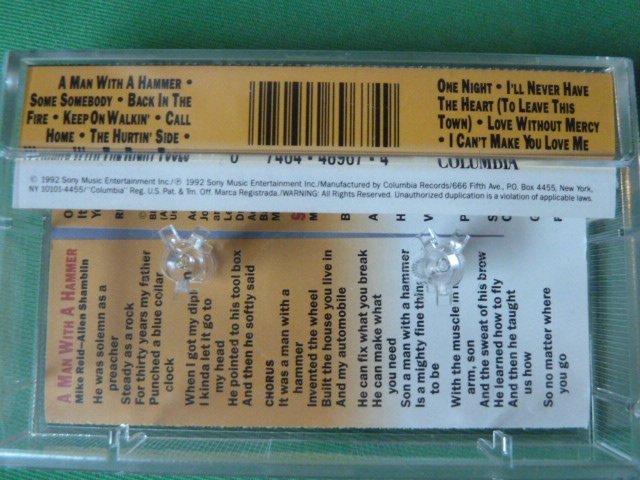 A MAN WITH A HAMMER •
SOME SOMEBODY • BACK IN THE
FIRE • KEEP ON WALKIN' • CALL
HOME • THE HURTIN' SIDE •
ONE NIGHT • I'LL NEVER HAVE
THE HEART (TO LEAVE THIS
TOWN) • LOVE WITHOUT MERCY
• I CAN'T MAKE YOU LOVE ME
COLUMBIA
© 1992 Sony Music Entertainment Inc./℗ 1992 Sony Music Entertainment Inc./Manufactured by Columbia Records/666 Fifth Ave., P.O. Box 4455, New York,
NY 10101-4455/"Columbia" Reg. U.S. Pat. & Tm. Off. Marca Registrada./WARNING: All Rights Reserved. Unauthorized duplication is a violation of applicable laws.
A MAN WITH A HAMMER
Mike Reid-Allen Shamblin
He was solemn as a
preacher
Steady as a rock
For thirty years my father
Punched a blue collar
clock
When I got my
I kinda let it go to
my head
He pointed to his tool box
And then he softly said
CHORUS
It was a man with a
hammer
Invented the wheel
Built the house you live in
And my automobile
He can fix what you break
He can make what
you need
Son a man with a hammer
Is a mighty fine thing
to be
With the muscle in
arm, son
And the sweat of his brow
He learned how to fly
And then he taught
us how
So no matter where
you go